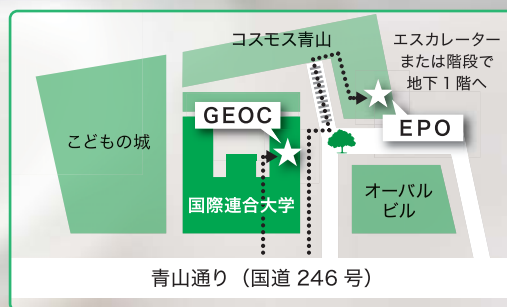 コスモス青山
エスカレーター
または階段で
地下1階へ
GEOC
EPO
こどもの城
国際連合大学
オーバル
ビル
青山通り（国道 246 号）